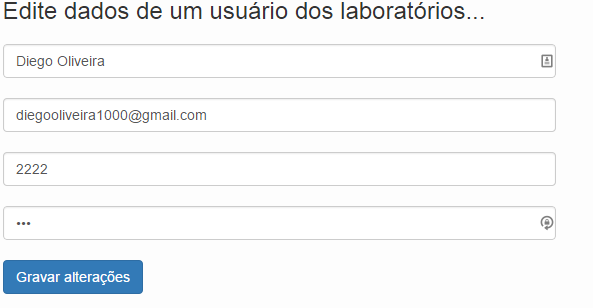 Edite dados de um usuário dos laboratórios...
Diego Oliveira
diegooliveira1000@gmail.com
2222
•••
Gravar alterações